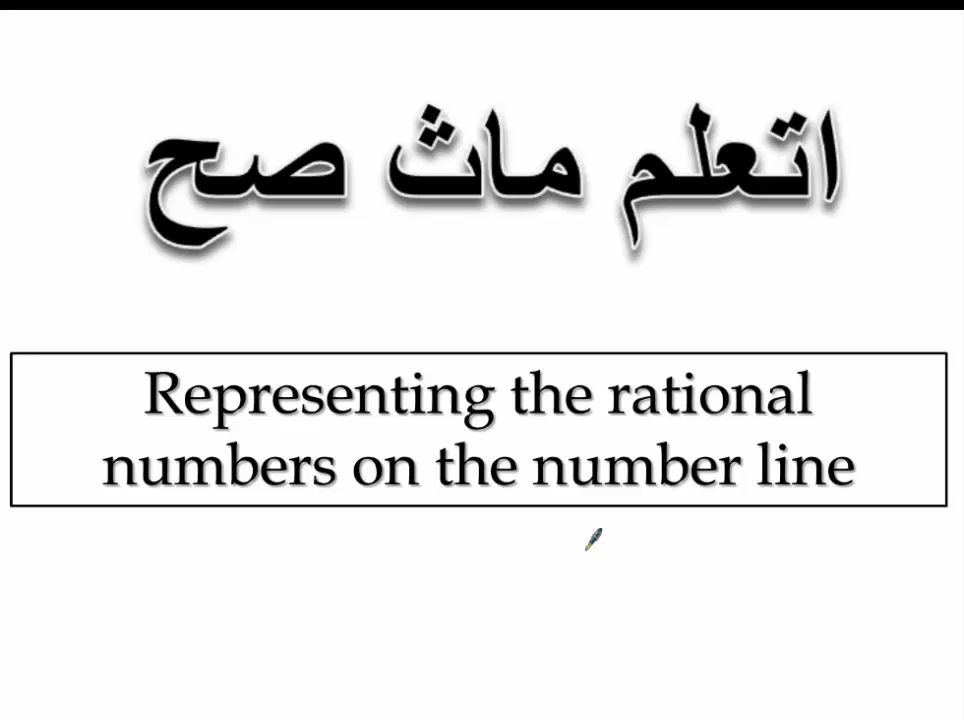 اتعلم ماث صح
Representing the rational
numbers on the number line